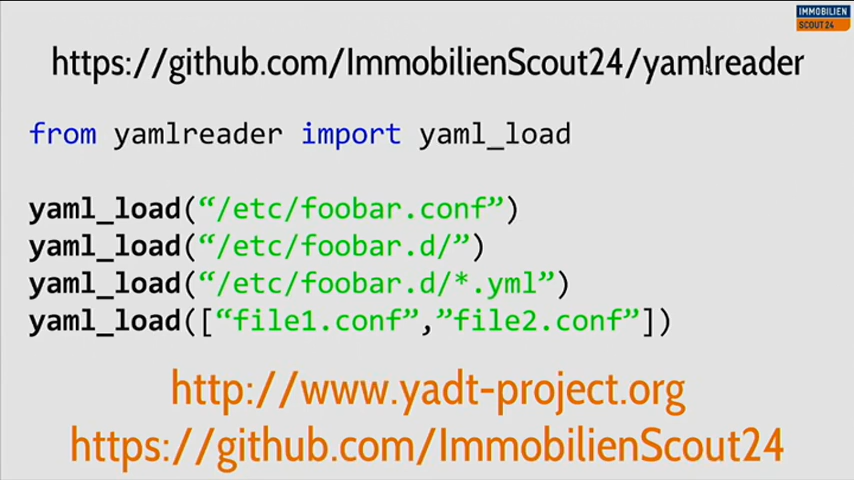 IMMOBILIEN
SCOUT24
https://github.com/ImmobilienScout24/yamlreader
from yamlreader import yaml_load
yaml_load(“/etc/foobar.conf”)
yaml_load(“/etc/foobar.d/”)
yaml_load(“/etc/foobar.d/*.yml”)
yaml_load([“file1.conf”,”file2.conf”])
http://www.yadt-project.org
https://github.com/ImmobilienScout24